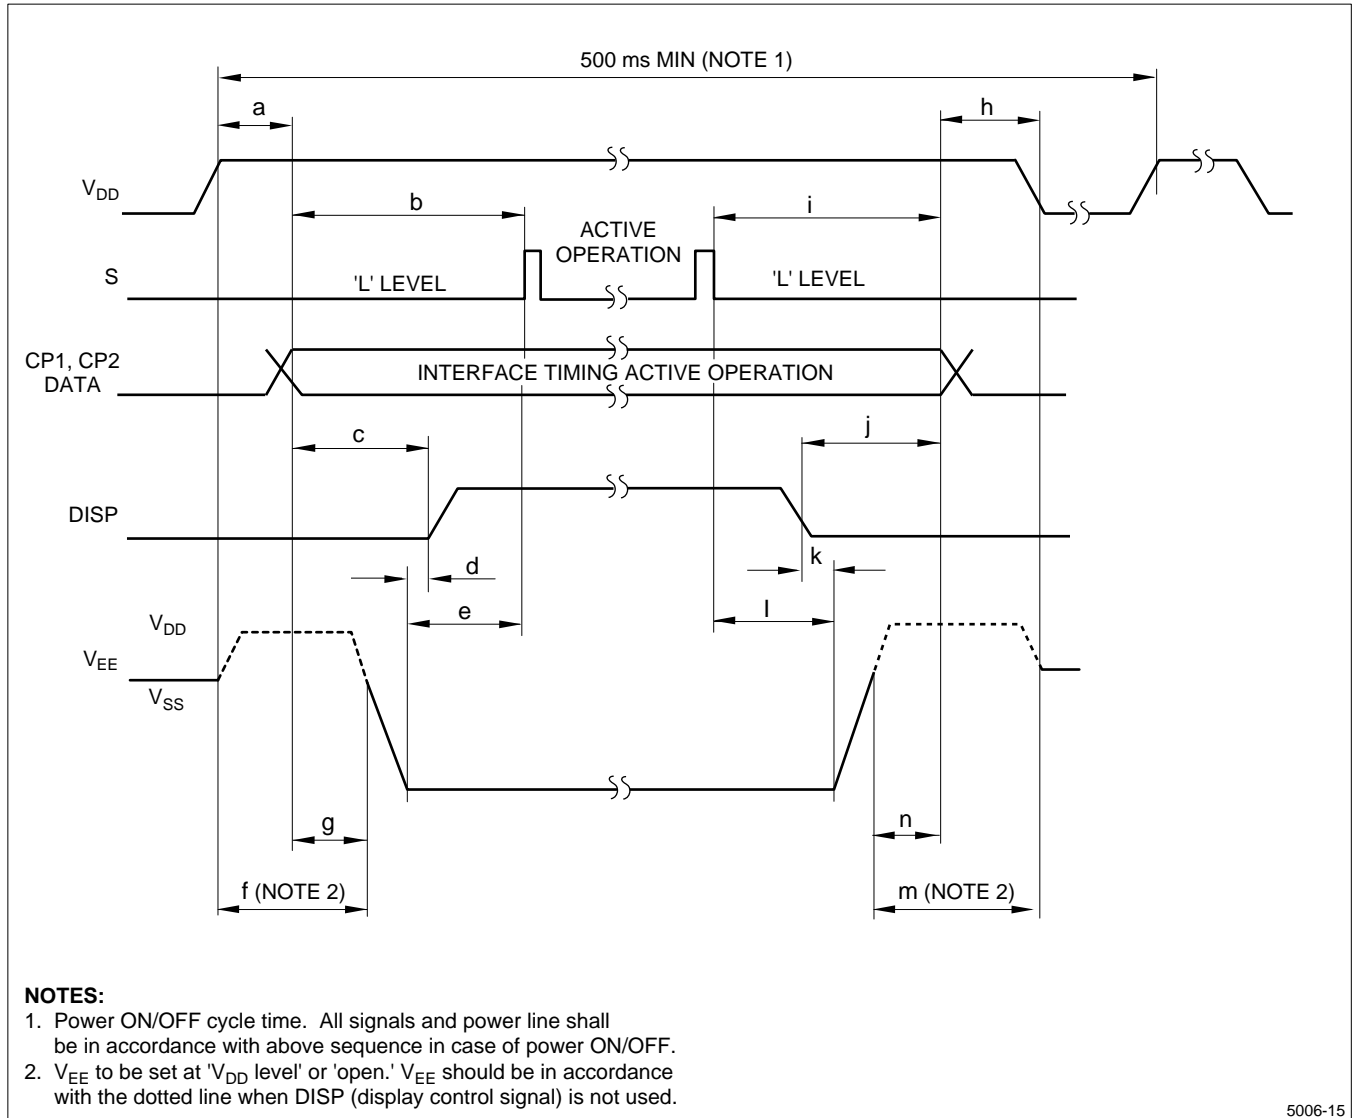 500 ms MIN (NOTE 1)
a
h
V_DD
b
i
ACTIVE
OPERATION
S
'L' LEVEL
'L' LEVEL
CP1, CP2
DATA
INTERFACE TIMING ACTIVE OPERATION
c
j
DISP
d
k
e
l
V_DD
V_EE
V_SS
g
n
f (NOTE 2)
m (NOTE 2)
NOTES:
1. Power ON/OFF cycle time. All signals and power line shall
be in accordance with above sequence in case of power ON/OFF.
2. V_EE to be set at 'V_DD level' or 'open.' V_EE should be in accordance
with the dotted line when DISP (display control signal) is not used.
5006-15